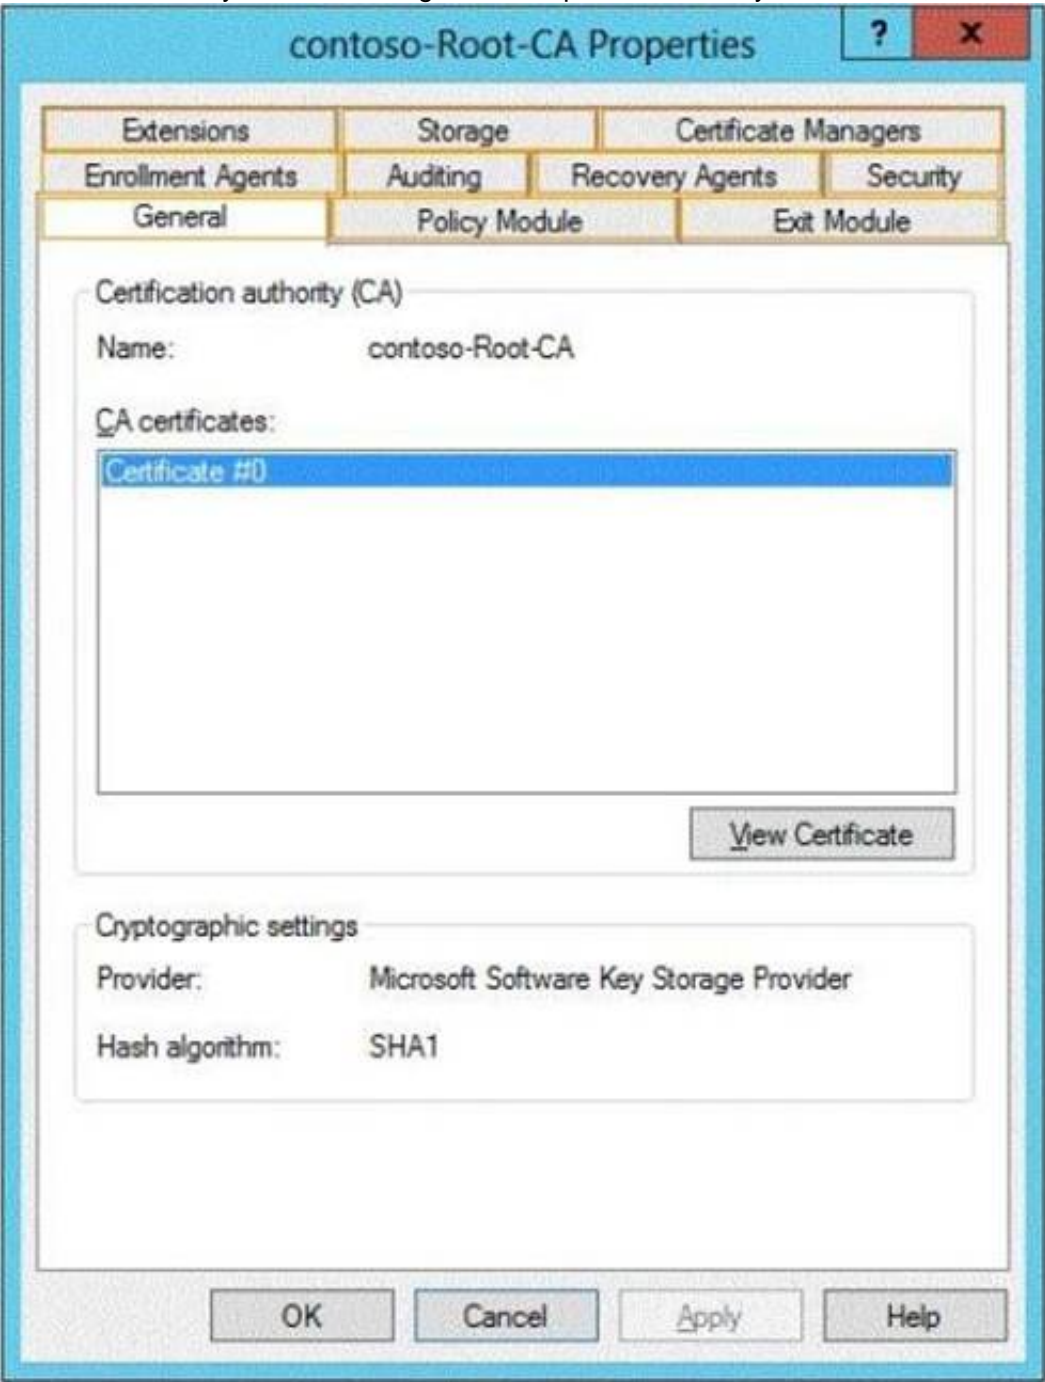 contoso-Root-CA Properties ? x
Extensions Storage Certificate Managers
Enrollment Agents Auditing Recovery Agents Security
General Policy Module Exit Module
Certification authority (CA)
Name: contoso-Root-CA
CA certificates:
Certificate #0
View Certificate
Cryptographic settings
Provider: Microsoft Software Key Storage Provider
Hash algorithm: SHA1
OK Cancel Apply Help